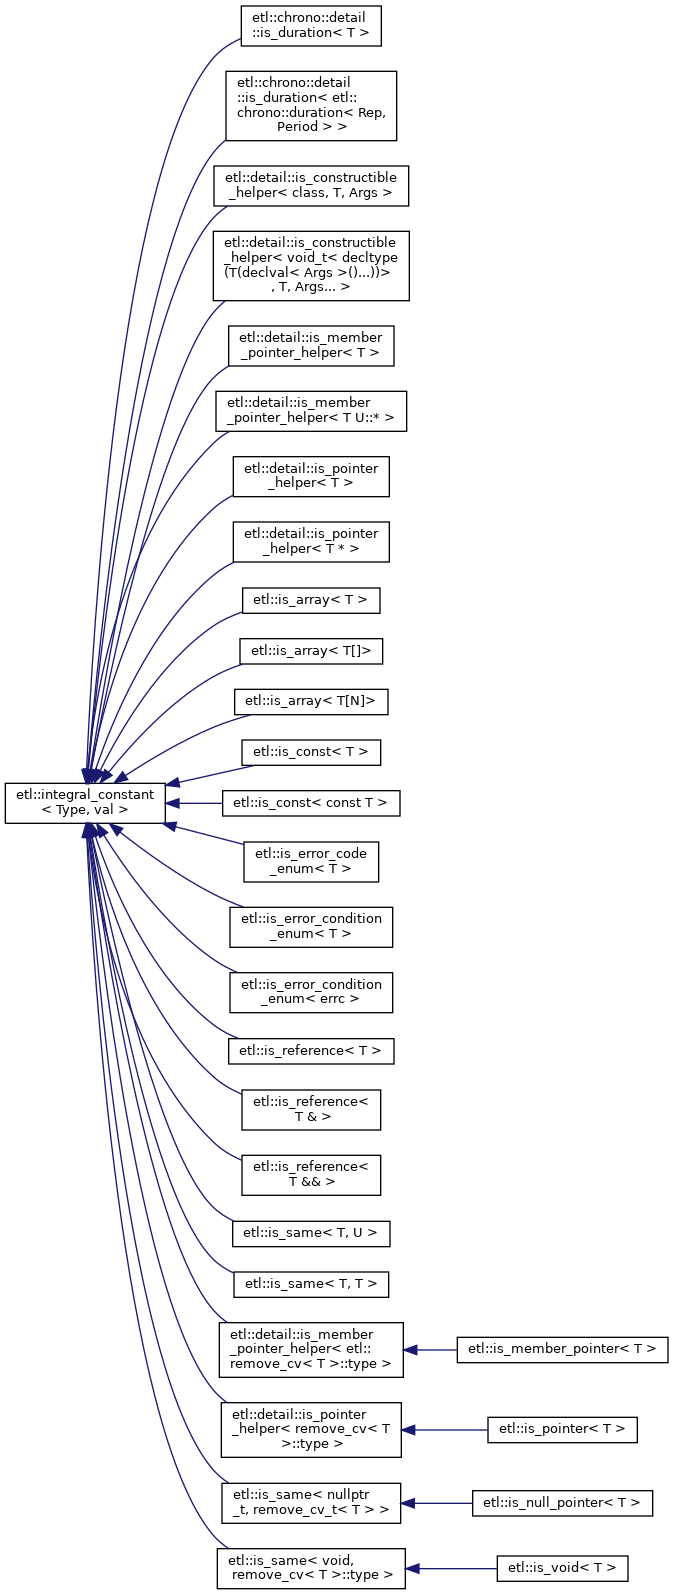 etl::chrono::detail
::is_duration< T >
etl::chrono::detail
::is_duration< etl::
chrono::duration< Rep,
Period > >
etl::detail::is_constructible
_helper< class, T, Args >
etl::detail::is_constructible
_helper< void_t< decltype
(T(declval< Args >()...))>
, T, Args... >
etl::detail::is_member
_pointer_helper< T >
etl::detail::is_member
_pointer_helper< T U::* >
etl::detail::is_pointer
_helper< T >
etl::detail::is_pointer
_helper< T * >
etl::is_array< T >
etl::is_array< T[]>
etl::is_array< T[N]>
etl::is_const< T >
etl::integral_constant
< Type, val >
etl::is_const< const T >
etl::is_error_code
_enum< T >
etl::is_error_condition
_enum< T >
etl::is_error_condition
_enum< errc >
etl::is_reference< T >
etl::is_reference<
T & >
etl::is_reference<
T && >
etl::is_same< T, U >
etl::is_same< T, T >
etl::detail::is_member
_pointer_helper< etl::
remove_cv< T >::type >
etl::is_member_pointer< T >
etl::detail::is_pointer
_helper< remove_cv< T
>::type >
etl::is_pointer< T >
etl::is_same< nullptr
_t, remove_cv_t< T > >
etl::is_null_pointer< T >
etl::is_same< void,
remove_cv< T >::type >
etl::is_void< T >